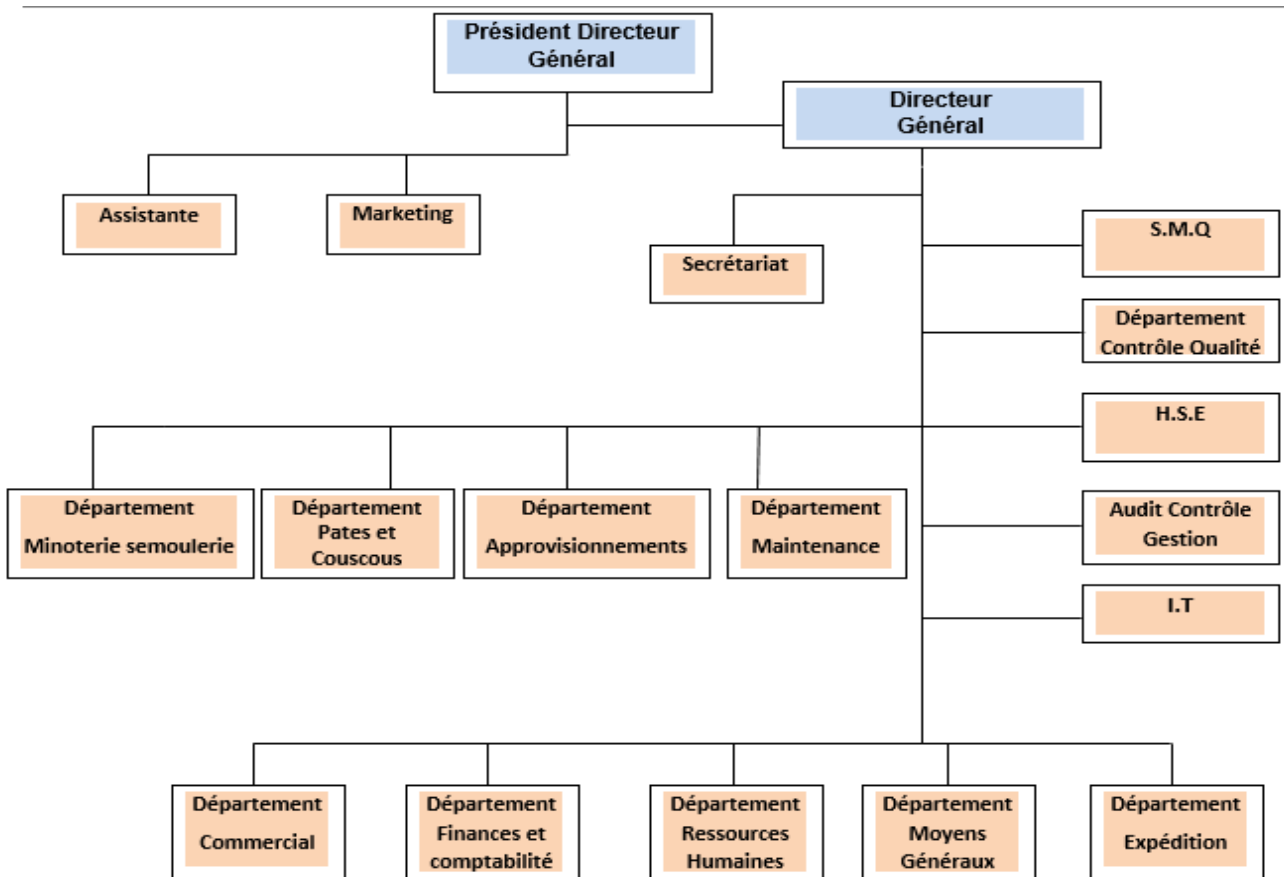 Président Directeur
Général
Directeur
Général
Assistante
Marketing
Secrétariat
S.M.Q
Département
Contrôle Qualité
H.S.E
Département
Minoterie semoulerie
Département
Pates et
Couscous
Département
Approvisionnements
Département
Maintenance
Audit Contrôle
Gestion
I.T
Département
Commercial
Département
Finances et
comptabilité
Département
Ressources
Humaines
Département
Moyens
Généraux
Département
Expédition